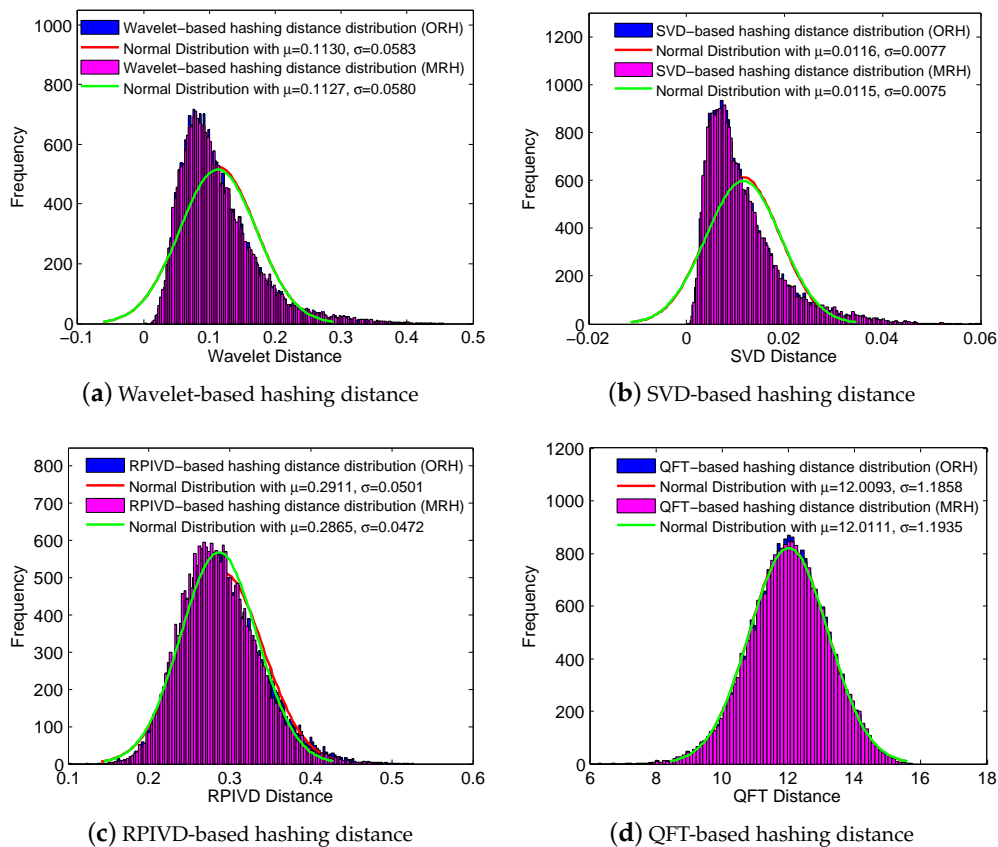 1000
800
600
400
200
0
Frequency
Wavelet−based hashing distance distribution (ORH)
Normal Distribution with μ=0.1130, σ=0.0583
Wavelet−based hashing distance distribution (MRH)
Normal Distribution with μ=0.1127, σ=0.0580
−0.1 0 0.1 0.2 0.3 0.4 0.5
Wavelet Distance
(a) Wavelet-based hashing distance
1200
1000
800
600
400
200
0
Frequency
SVD−based hashing distance distribution (ORH)
Normal Distribution with μ=0.0116, σ=0.0077
SVD−based hashing distance distribution (MRH)
Normal Distribution with μ=0.0115, σ=0.0075
−0.02 0 0.02 0.04 0.06
SVD Distance
(b) SVD-based hashing distance
800
700
600
500
400
300
200
100
0
Frequency
RPIVD−based hashing distance distribution (ORH)
Normal Distribution with μ=0.2911, σ=0.0501
RPIVD−based hashing distance distribution (MRH)
Normal Distribution with μ=0.2865, σ=0.0472
0.1 0.2 0.3 0.4 0.5 0.6
RPIVD Distance
(c) RPIVD-based hashing distance
1200
1000
800
600
400
200
0
Frequency
QFT−based hashing distance distribution (ORH)
Normal Distribution with μ=12.0093, σ=1.1858
QFT−based hashing distance distribution (MRH)
Normal Distribution with μ=12.0111, σ=1.1935
6 8 10 12 14 16 18
QFT Distance
(d) QFT-based hashing distance